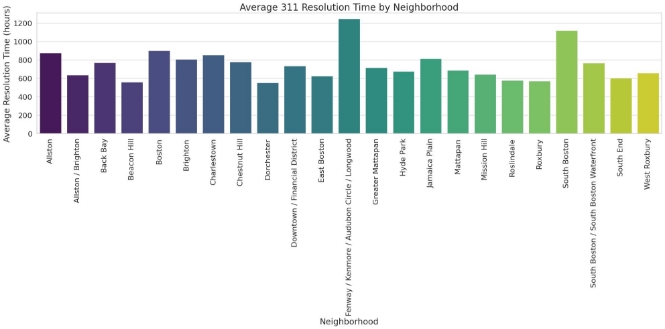 Average 311 Resolution Time by Neighborhood
Average Resolution Time (hours)
1200
1000
800
600
400
200
0
Allston
Allston / Brighton
Back Bay
Beacon Hill
Boston
Brighton
Charlestown
Chestnut Hill
Dorchester
Downtown / Financial District
East Boston
Fenway / Kenmore / Audubon Circle / Longwood
Greater Mattapan
Hyde Park
Jamaica Plain
Mattapan
Mission Hill
Roslindale
Roxbury
South Boston
South Boston / South Boston Waterfront
South End
West Roxbury
Neighborhood